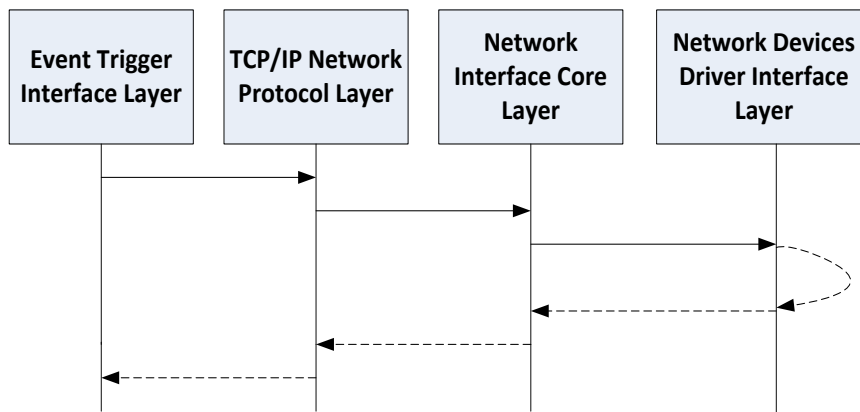 Event Trigger
Interface Layer
TCP/IP Network
Protocol Layer
Network
Interface Core
Layer
Network Devices
Driver Interface
Layer